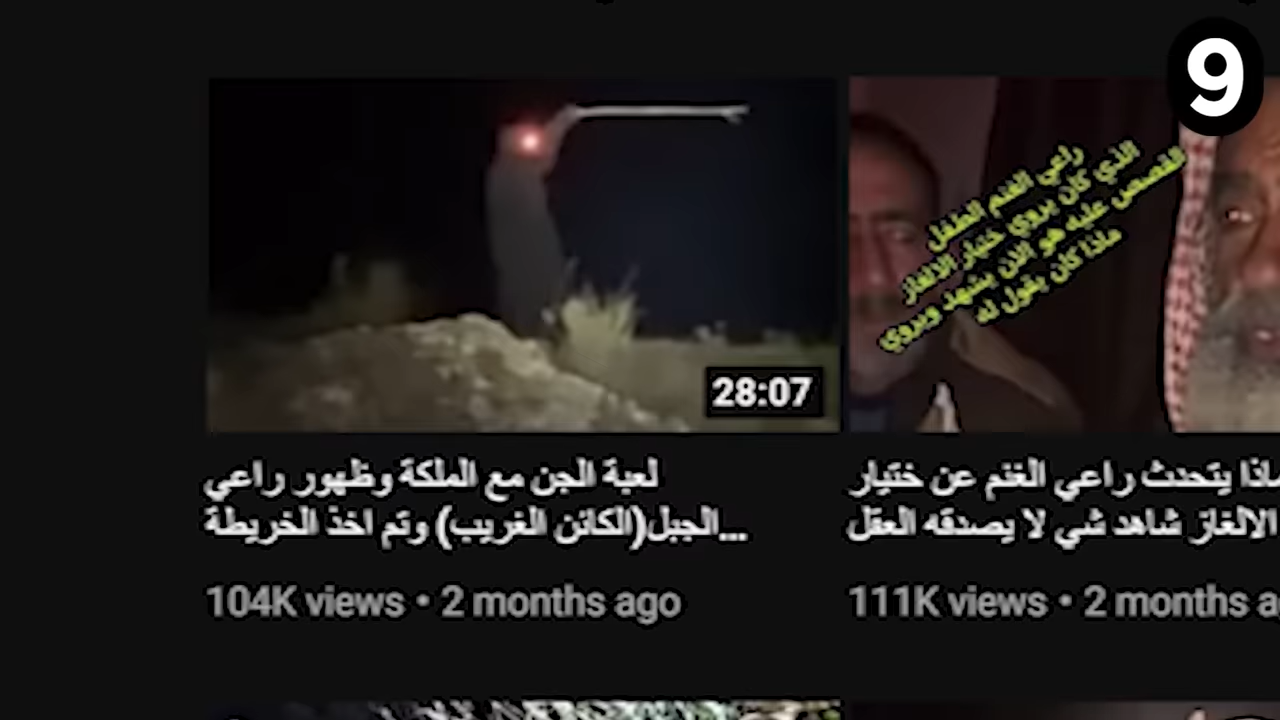 9
راعي الغنم الطفل
الذي كان يروي ختيار الالغاز
القصص عليه هو الان يشهد ويروي
ماذا كان يقول له
28:07
لعبة الجن مع الملكة وظهور راعي
الجبل(الكائن الغريب) وتم اخذ الخريطة...
104K views • 2 months ago
ماذا يتحدث راعي الغنم عن ختيار
الالغاز شاهد شي لا يصدقه العقل
111K views • 2 months